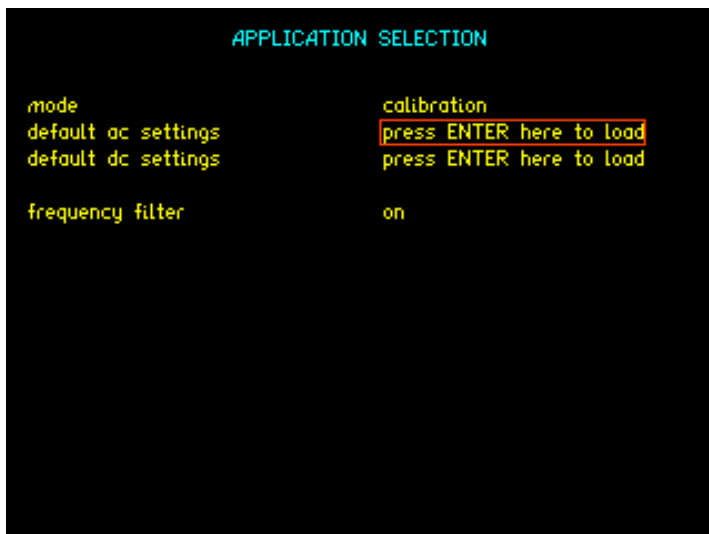 APPLICATION SELECTION
mode calibration
default ac settings press ENTER here to load
default dc settings press ENTER here to load
frequency filter on